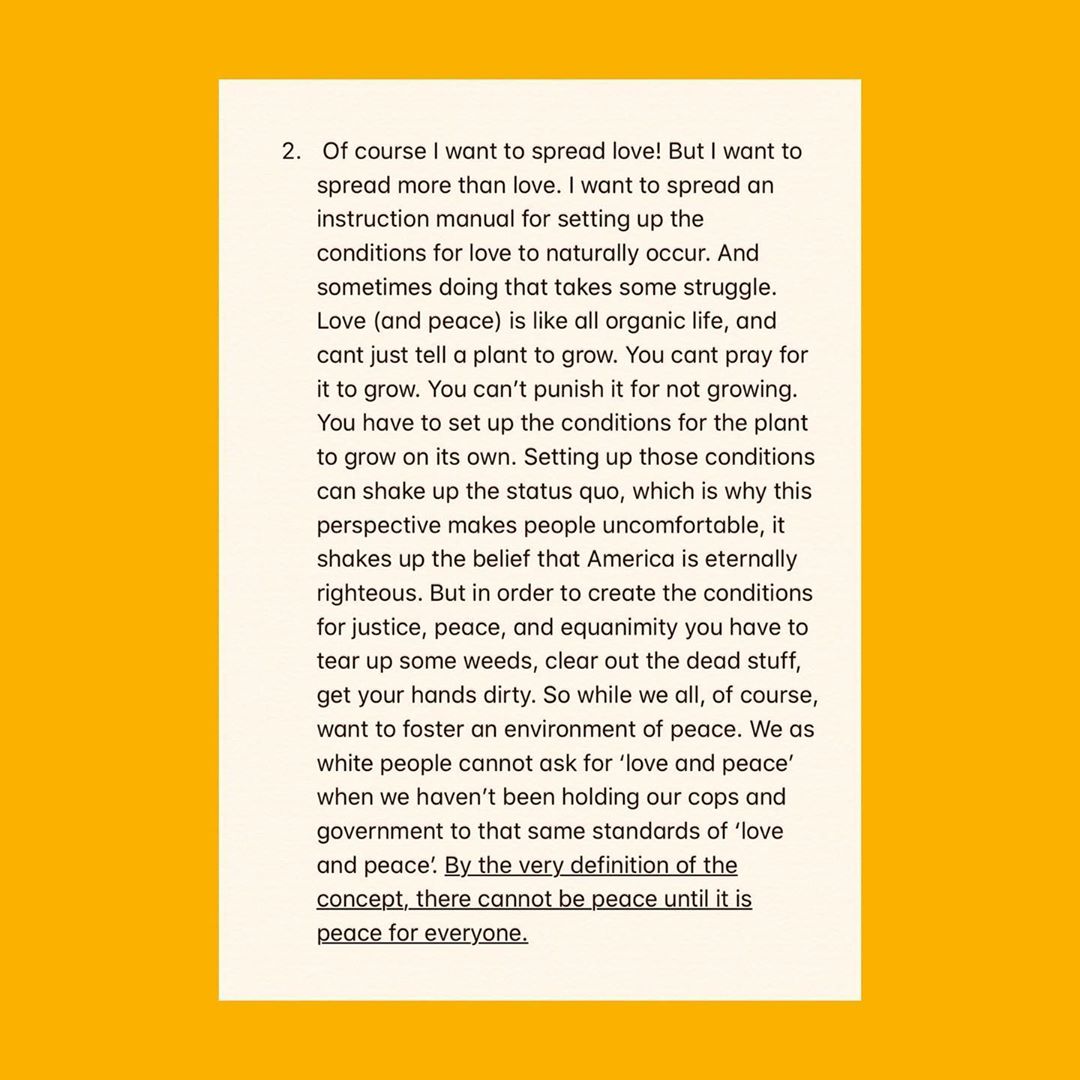 2. Of course I want to spread love! But I want to
spread more than love. I want to spread an
instruction manual for setting up the
conditions for love to naturally occur. And
sometimes doing that takes some struggle.
Love (and peace) is like all organic life, and
cant just tell a plant to grow. You cant pray for
it to grow. You can’t punish it for not growing.
You have to set up the conditions for the plant
to grow on its own. Setting up those conditions
can shake up the status quo, which is why this
perspective makes people uncomfortable, it
shakes up the belief that America is eternally
righteous. But in order to create the conditions
for justice, peace, and equanimity you have to
tear up some weeds, clear out the dead stuff,
get your hands dirty. So while we all, of course,
want to foster an environment of peace. We as
white people cannot ask for ‘love and peace’
when we haven’t been holding our cops and
government to that same standards of ‘love
and peace’. By the very definition of the
concept, there cannot be peace until it is
peace for everyone.